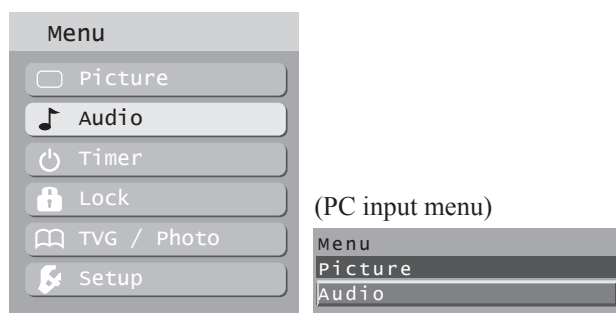 Menu
Picture
Audio
Timer
Lock
TVG / Photo
Setup
(PC input menu)
Menu
Picture
Audio